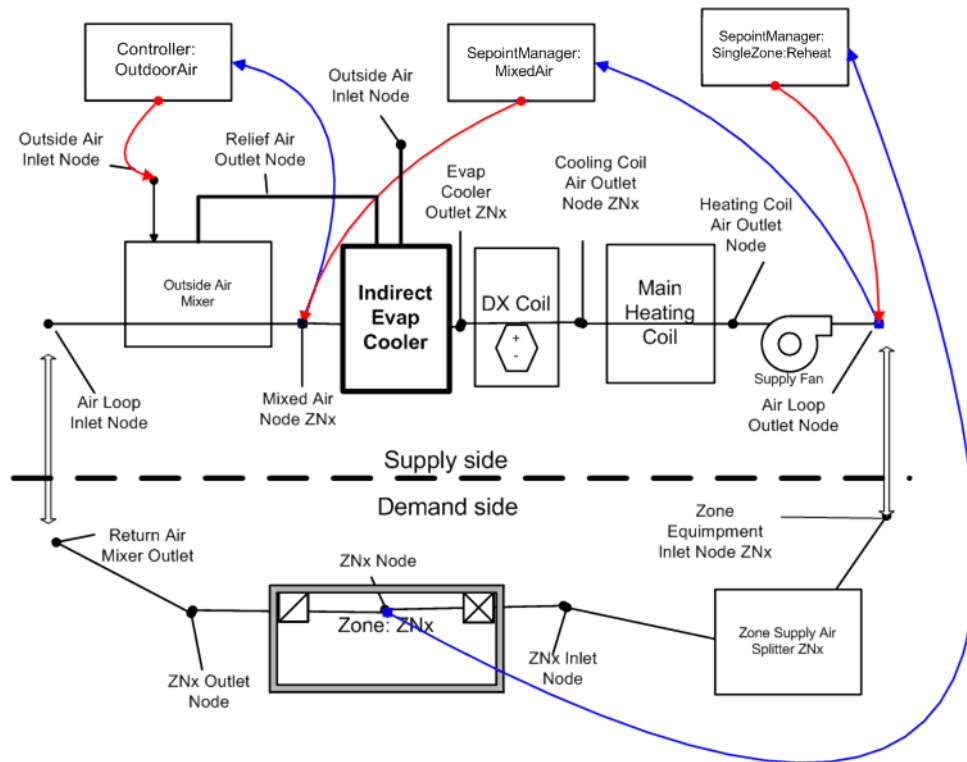 Controller:
OutdoorAir
SepointManager:
MixedAir
SepointManager:
SingleZone:Reheat
Outside Air
Inlet Node
Outside Air
Inlet Node
Relief Air
Outlet Node
Evap
Cooler
Outlet ZNx
Cooling Coil
Air Outlet
Node ZNx
Heating Coil
Air Outlet
Node
Outside Air
Mixer
Indirect
Evap
Cooler
DX Coil
+
-
Main
Heating
Coil
Supply Fan
Air Loop
Inlet Node
Mixed Air
Node ZNx
Air Loop
Outlet Node
Supply side
Demand side
Return Air
Mixer Outlet
ZNx Node
Zone
Equimpment
Inlet Node ZNx
Zone: ZNx
ZNx Outlet
Node
ZNx Inlet
Node
Zone Supply Air
Splitter ZNx